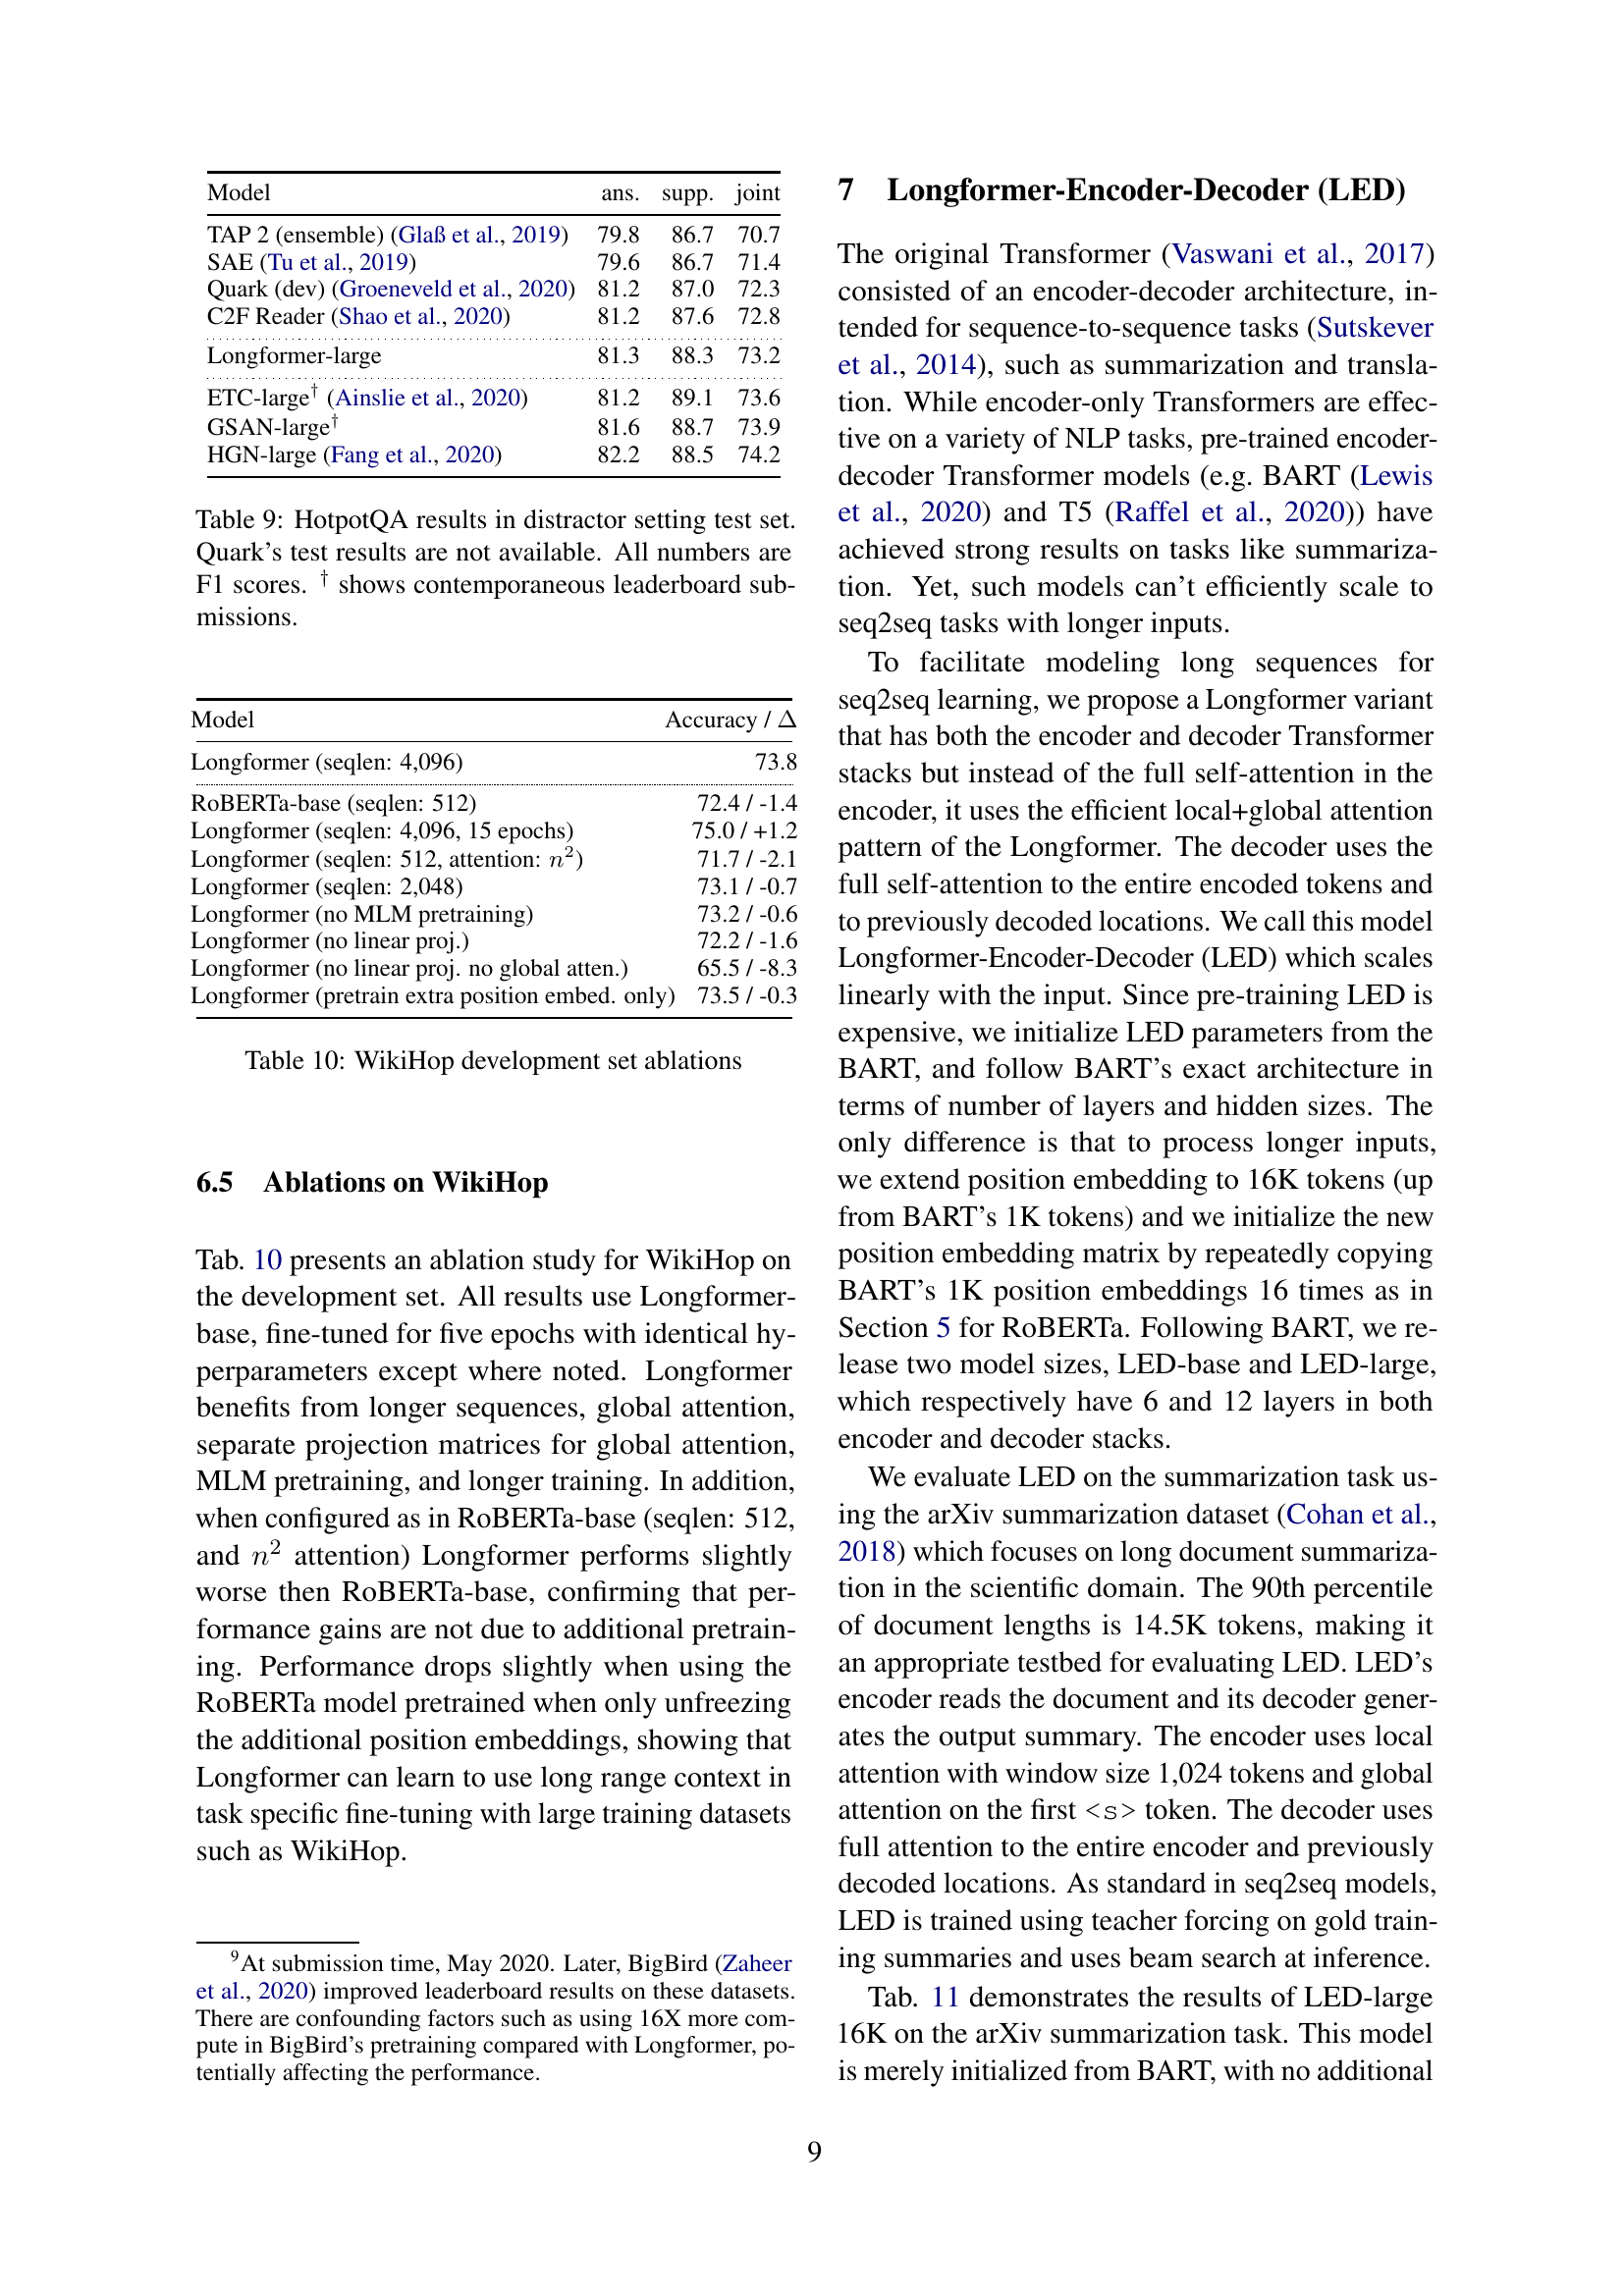 Model ans. supp. joint
TAP 2 (ensemble) (Glaß et al., 2019) 79.8 86.7 70.7
SAE (Tu et al., 2019) 79.6 86.7 71.4
Quark (dev) (Groeneveld et al., 2020) 81.2 87.0 72.3
C2F Reader (Shao et al., 2020) 81.2 87.6 72.8
Longformer-large 81.3 88.3 73.2
ETC-large† (Ainslie et al., 2020) 81.2 89.1 73.6
GSAN-large† 81.6 88.7 73.9
HGN-large (Fang et al., 2020) 82.2 88.5 74.2
Table 9: HotpotQA results in distractor setting test set.
Quark's test results are not available. All numbers are
F1 scores. † shows contemporaneous leaderboard sub-
missions.
Model Accuracy / Δ
Longformer (seqlen: 4,096) 73.8
RoBERTa-base (seqlen: 512) 72.4 / -1.4
Longformer (seqlen: 4,096, 15 epochs) 75.0 / +1.2
Longformer (seqlen: 512, attention: n²) 71.7 / -2.1
Longformer (seqlen: 2,048) 73.1 / -0.7
Longformer (no MLM pretraining) 73.2 / -0.6
Longformer (no linear proj.) 72.2 / -1.6
Longformer (no linear proj. no global atten.) 65.5 / -8.3
Longformer (pretrain extra position embed. only) 73.5 / -0.3
Table 10: WikiHop development set ablations
6.5 Ablations on WikiHop
Tab. 10 presents an ablation study for WikiHop on
the development set. All results use Longformer-
base, fine-tuned for five epochs with identical hy-
perparameters except where noted. Longformer
benefits from longer sequences, global attention,
separate projection matrices for global attention,
MLM pretraining, and longer training. In addition,
when configured as in RoBERTa-base (seqlen: 512,
and n² attention) Longformer performs slightly
worse then RoBERTa-base, confirming that per-
formance gains are not due to additional pretrain-
ing. Performance drops slightly when using the
RoBERTa model pretrained when only unfreezing
the additional position embeddings, showing that
Longformer can learn to use long range context in
task specific fine-tuning with large training datasets
such as WikiHop.
⁹At submission time, May 2020. Later, BigBird (Zaheer
et al., 2020) improved leaderboard results on these datasets.
There are confounding factors such as using 16X more com-
pute in BigBird's pretraining compared with Longformer, po-
tentially affecting the performance.
7 Longformer-Encoder-Decoder (LED)
The original Transformer (Vaswani et al., 2017)
consisted of an encoder-decoder architecture, in-
tended for sequence-to-sequence tasks (Sutskever
et al., 2014), such as summarization and transla-
tion. While encoder-only Transformers are effec-
tive on a variety of NLP tasks, pre-trained encoder-
decoder Transformer models (e.g. BART (Lewis
et al., 2020) and T5 (Raffel et al., 2020)) have
achieved strong results on tasks like summariza-
tion. Yet, such models can't efficiently scale to
seq2seq tasks with longer inputs.
To facilitate modeling long sequences for
seq2seq learning, we propose a Longformer variant
that has both the encoder and decoder Transformer
stacks but instead of the full self-attention in the
encoder, it uses the efficient local+global attention
pattern of the Longformer. The decoder uses the
full self-attention to the entire encoded tokens and
to previously decoded locations. We call this model
Longformer-Encoder-Decoder (LED) which scales
linearly with the input. Since pre-training LED is
expensive, we initialize LED parameters from the
BART, and follow BART's exact architecture in
terms of number of layers and hidden sizes. The
only difference is that to process longer inputs,
we extend position embedding to 16K tokens (up
from BART's 1K tokens) and we initialize the new
position embedding matrix by repeatedly copying
BART's 1K position embeddings 16 times as in
Section 5 for RoBERTa. Following BART, we re-
lease two model sizes, LED-base and LED-large,
which respectively have 6 and 12 layers in both
encoder and decoder stacks.
We evaluate LED on the summarization task us-
ing the arXiv summarization dataset (Cohan et al.,
2018) which focuses on long document summariza-
tion in the scientific domain. The 90th percentile
of document lengths is 14.5K tokens, making it
an appropriate testbed for evaluating LED. LED's
encoder reads the document and its decoder gener-
ates the output summary. The encoder uses local
attention with window size 1,024 tokens and global
attention on the first <s> token. The decoder uses
full attention to the entire encoder and previously
decoded locations. As standard in seq2seq models,
LED is trained using teacher forcing on gold train-
ing summaries and uses beam search at inference.
Tab. 11 demonstrates the results of LED-large
16K on the arXiv summarization task. This model
is merely initialized from BART, with no additional
9